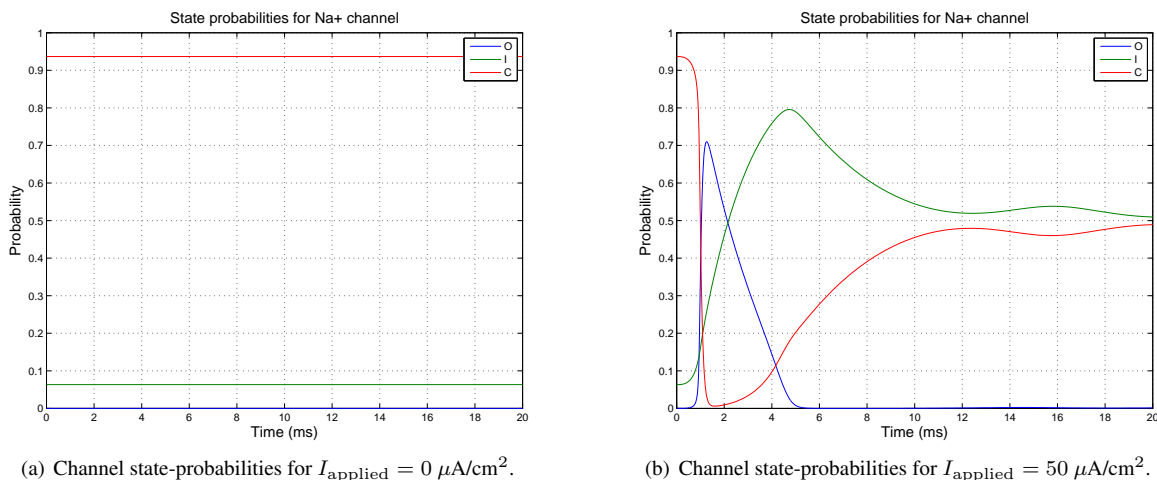 State probabilities for Na+ channel
1
0.9
0.8
0.7
0.6
0.5
0.4
0.3
0.2
0.1
0
Probability
0 2 4 6 8 10 12 14 16 18 20
Time (ms)
O
I
C
(a) Channel state-probabilities for I_applied = 0 μA/cm².
State probabilities for Na+ channel
1
0.9
0.8
0.7
0.6
0.5
0.4
0.3
0.2
0.1
0
Probability
0 2 4 6 8 10 12 14 16 18 20
Time (ms)
O
I
C
(b) Channel state-probabilities for I_applied = 50 μA/cm².